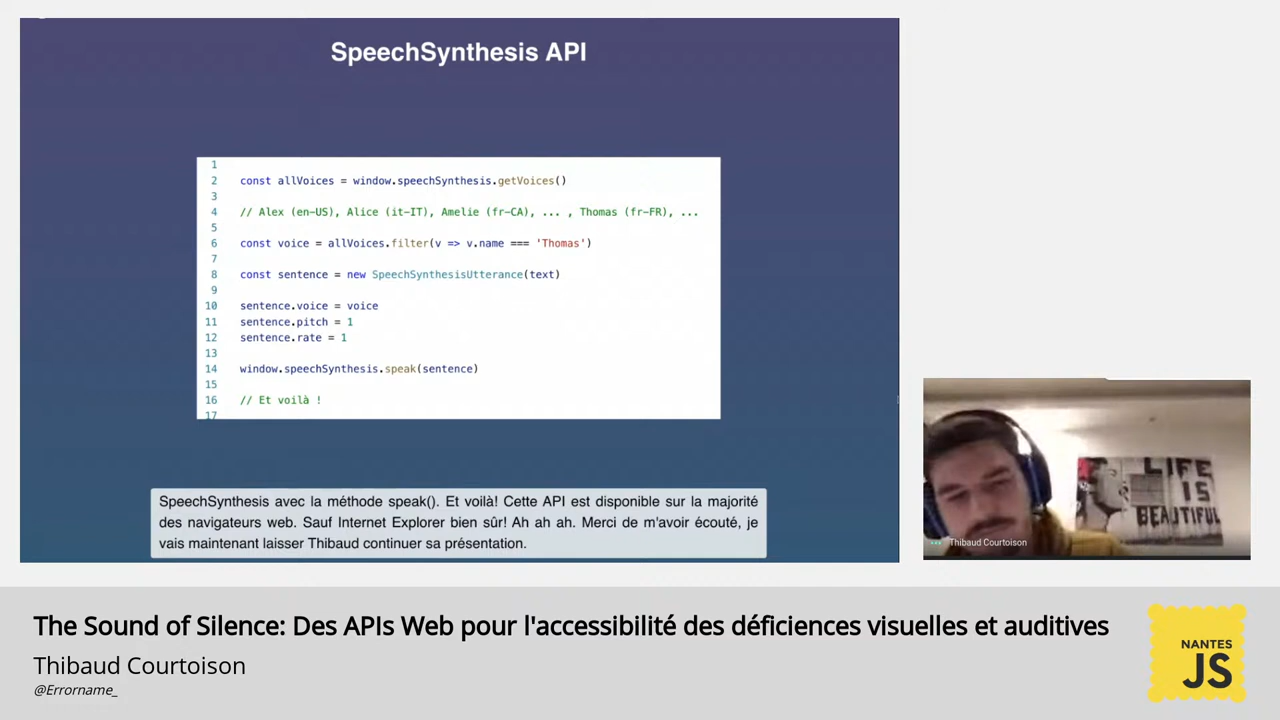 SpeechSynthesis API
1
2 const allVoices = window.speechSynthesis.getVoices()
3
4 // Alex (en-US), Alice (it-IT), Amelie (fr-CA), ... , Thomas (fr-FR), ...
5
6 const voice = allVoices.filter(v => v.name === 'Thomas')
7
8 const sentence = new SpeechSynthesisUtterance(text)
9
10 sentence.voice = voice
11 sentence.pitch = 1
12 sentence.rate = 1
13
14 window.speechSynthesis.speak(sentence)
15
16 // Et voilà !
17
SpeechSynthesis avec la méthode speak(). Et voilà! Cette API est disponible sur la majorité
des navigateurs web. Sauf Internet Explorer bien sûr! Ah ah ah. Merci de m'avoir écouté, je
vais maintenant laisser Thibaud continuer sa présentation.
LIFE
IS
BEAUTIFUL
Thibaud Courtoison
The Sound of Silence: Des APIs Web pour l'accessibilité des déficiences visuelles et auditives
Thibaud Courtoison
@Errorname_
NANTES
JS